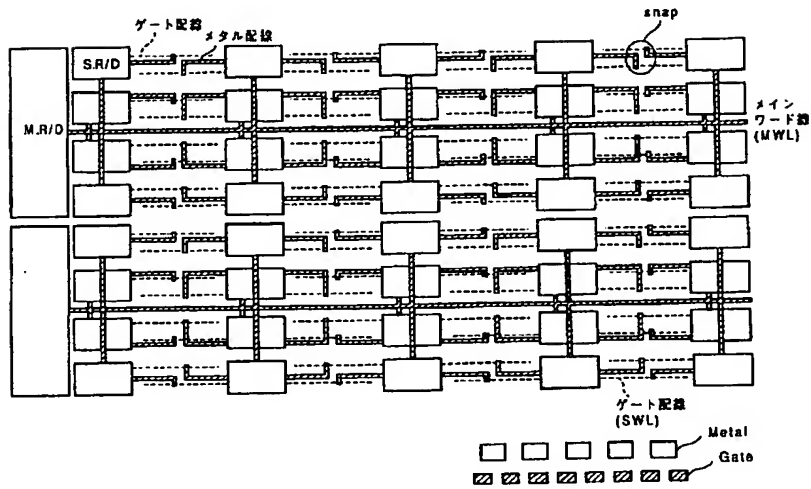 ゲート配線
メタル配線
snap
S.R/D
M.R/D
メイン
ワード線
(MWL)
ゲート配線
(SWL)
Metal
Gate